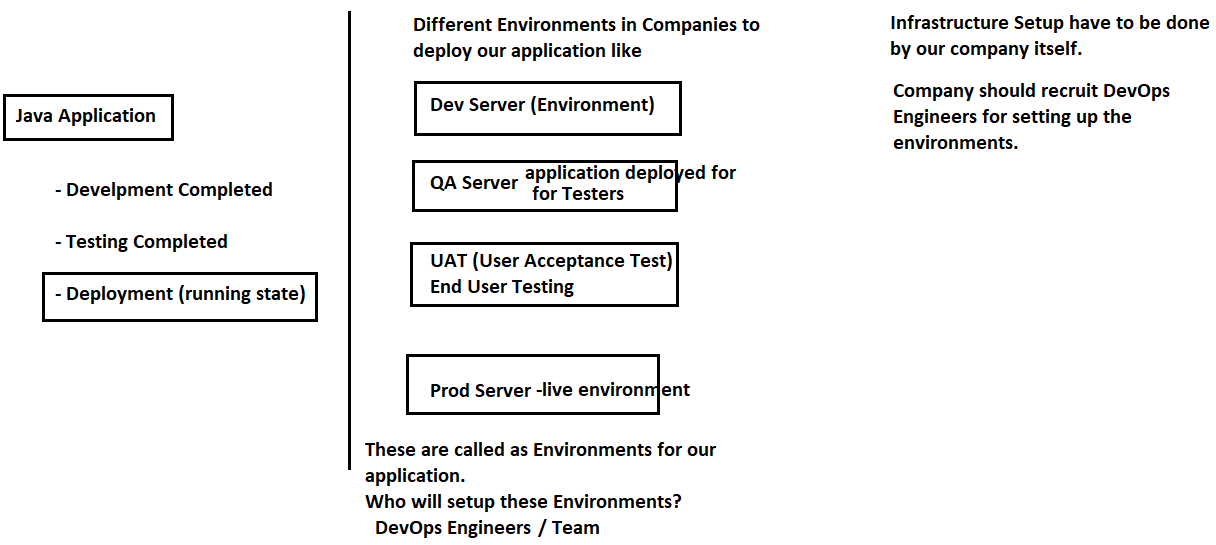 Java Application
- Develpment Completed
- Testing Completed
- Deployment (running state)
Different Environments in Companies to
deploy our application like
Dev Server (Environment)
QA Server application deployed for
for Testers
UAT (User Acceptance Test)
End User Testing
Prod Server -live environment
These are called as Environments for our
application.
Who will setup these Environments?
DevOps Engineers / Team
Infrastructure Setup have to be done
by our company itself.
Company should recruit DevOps
Engineers for setting up the
environments.